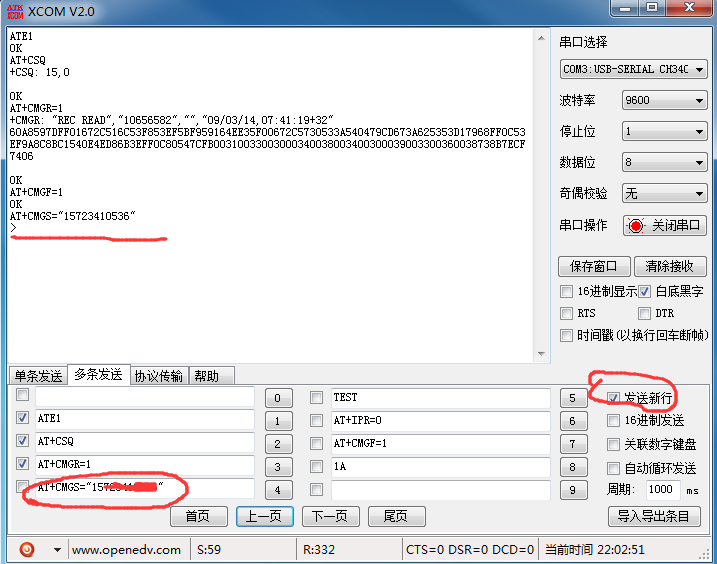 ATK
XCOM XCOM V2.0
ATE1
OK
AT+CSQ
+CSQ: 15,0
OK
AT+CMGR=1
+CMGR: "REC READ","10656582","","09/03/14,07:41:19+32"
60A8597DFF01672C516C53F853EF5BF959164EE35F00672C5730533A540479CD673A625353D17968FF0C53
EF9A8C8BC1540E4ED86B3EFF0C80547CFB00310033003000340038003400300039003300360038738B7ECF
7406
OK
AT+CMGF=1
OK
AT+CMGS="15723410536"
>
串口选择
COM3:USB-SERIAL CH34C
波特率 9600
停止位 1
数据位 8
奇偶校验 无
串口操作 关闭串口
保存窗口 清除接收
16进制显示 白底黑字
RTS DTR
时间戳(以换行回车断帧)
单条发送 多条发送 协议传输 帮助
0 TEST 5 发送新行
ATE1 1 AT+IPR=0 6 16进制发送
AT+CSQ 2 AT+CMGF=1 7 关联数字键盘
AT+CMGR=1 3 1A 8 自动循环发送
AT+CMGS="15 " 4 9 周期: 1000 ms
首页 上一页 下一页 尾页 导入导出条目
www.openedv.com S:59 R:332 CTS=0 DSR=0 DCD=0 当前时间 22:02:51